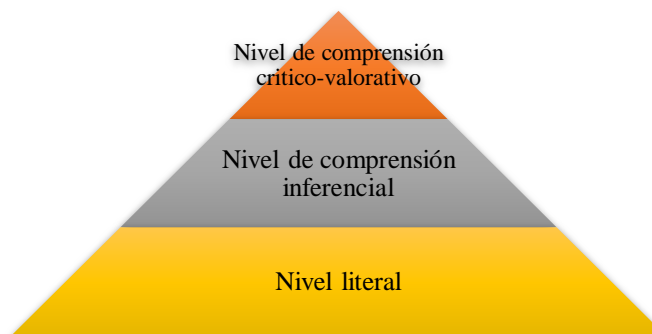 Nivel de comprensión
critico-valorativo
Nivel de comprensión
inferencial
Nivel literal